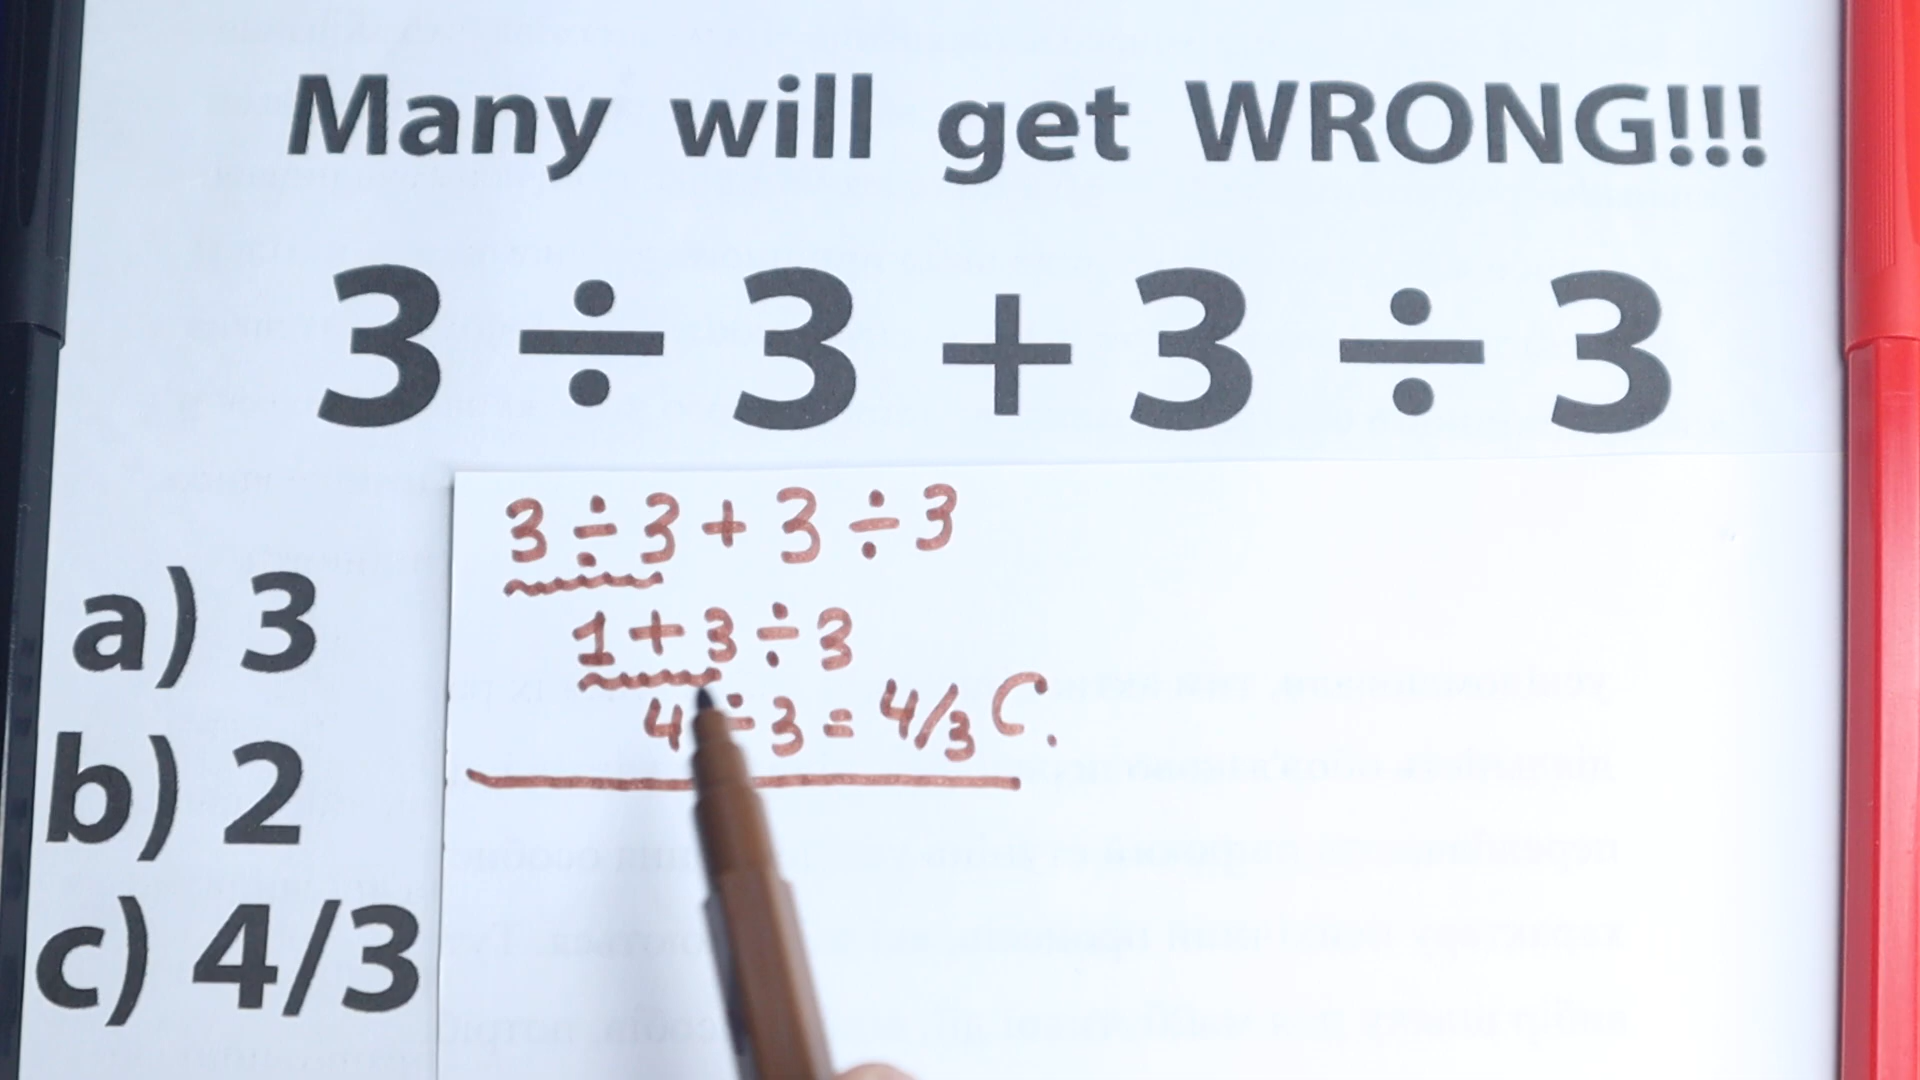 Many will get WRONG!!!
3 ÷ 3 + 3 ÷ 3
3 ÷ 3 + 3 ÷ 3
1 + 3 ÷ 3
4 ÷ 3 = 4/3 C.
a) 3
b) 2
c) 4/3